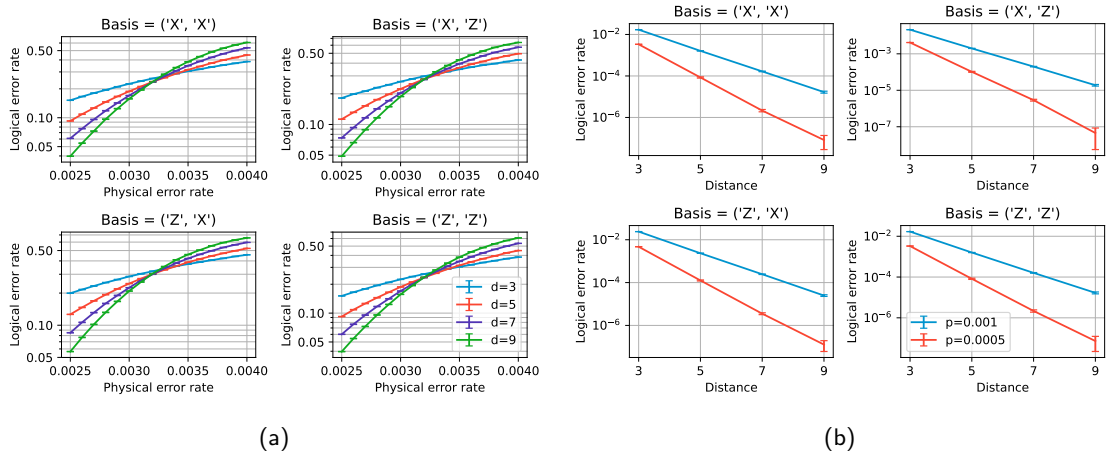 Basis = ('X', 'X')
0.50
0.10
0.05
Logical error rate
0.0025 0.0030 0.0035 0.0040
Physical error rate
Basis = ('X', 'Z')
0.50
0.10
0.05
Logical error rate
0.0025 0.0030 0.0035 0.0040
Physical error rate
Basis = ('Z', 'X')
0.50
0.10
0.05
Logical error rate
0.0025 0.0030 0.0035 0.0040
Physical error rate
Basis = ('Z', 'Z')
0.50
0.10
0.05
Logical error rate
d=3
d=5
d=7
d=9
0.0025 0.0030 0.0035 0.0040
Physical error rate
(a)
Basis = ('X', 'X')
10⁻²
10⁻⁴
10⁻⁶
Logical error rate
3 5 7 9
Distance
Basis = ('X', 'Z')
10⁻³
10⁻⁵
10⁻⁷
Logical error rate
3 5 7 9
Distance
Basis = ('Z', 'X')
10⁻²
10⁻⁴
10⁻⁶
Logical error rate
3 5 7 9
Distance
Basis = ('Z', 'Z')
10⁻²
10⁻⁴
10⁻⁶
Logical error rate
p=0.001
p=0.0005
3 5 7 9
Distance
(b)